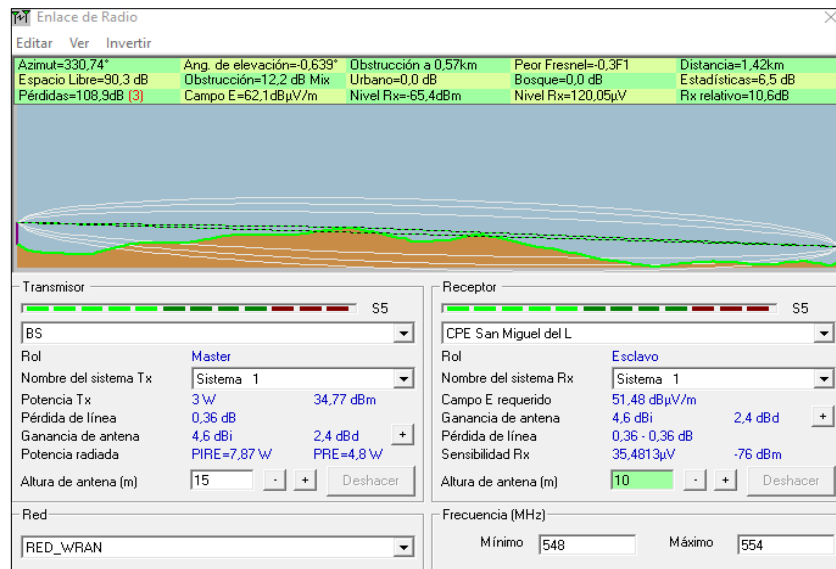 Enlace de Radio
Editar Ver Invertir
Azimut=330,74° Ang. de elevación=-0,639° Obstrucción a 0,57km Peor Fresnel=-0,3F1 Distancia=1,42km
Espacio Libre=90,3 dB Obstrucción=12,2 dB Mix Urbano=0,0 dB Bosque=0,0 dB Estadísticas=6,5 dB
Pérdidas=108,9dB (3) Campo E=62,1dBµV/m Nivel Rx=-65,4dBm Nivel Rx=120,05µV Rx relativo=10,6dB
Transmisor
S5
BS
Rol Master
Nombre del sistema Tx Sistema 1
Potencia Tx 3 W 34,77 dBm
Pérdida de línea 0,36 dB
Ganancia de antena 4,6 dBi 2,4 dBd +
Potencia radiada PIRE=7,87 W PRE=4,8 W
Altura de antena (m) 15 - + Deshacer
Red
RED_WRAN
Receptor
S5
CPE San Miguel del L
Rol Esclavo
Nombre del sistema Rx Sistema 1
Campo E requerido 51,48 dBµV/m
Ganancia de antena 4,6 dBi 2,4 dBd +
Pérdida de línea 0,36 - 0,36 dB
Sensibilidad Rx 35,4813µV -76 dBm
Altura de antena (m) 10 - + Deshacer
Frecuencia (MHz)
Mínimo 548 Máximo 554